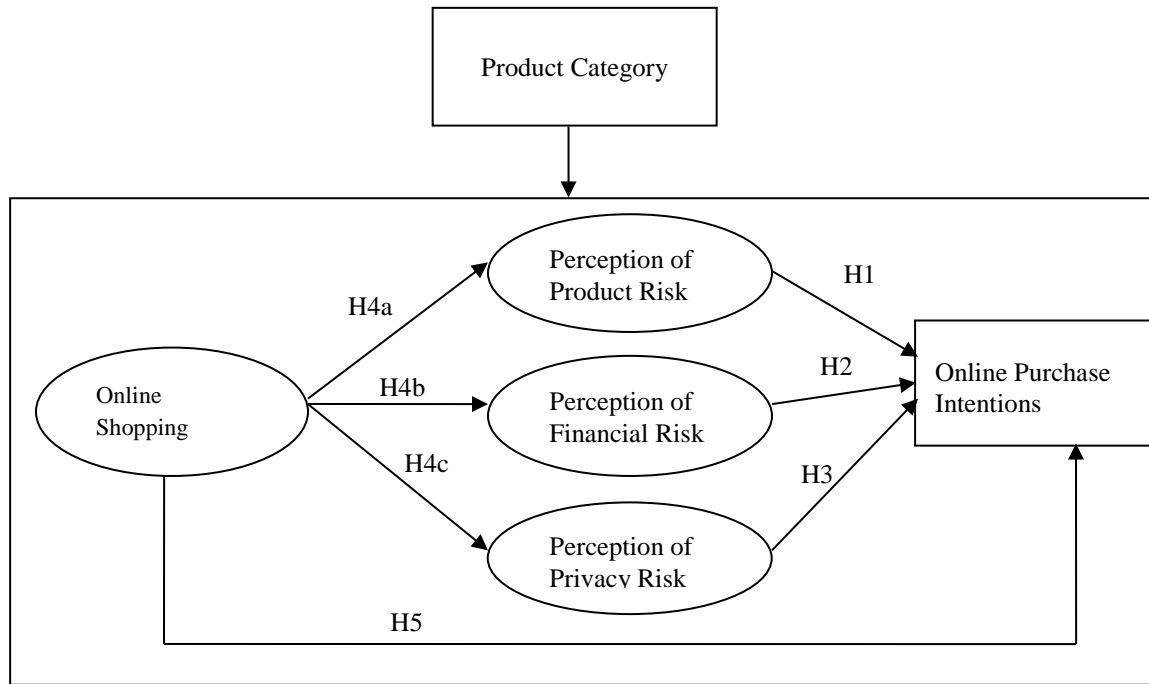 Product Category
Perception of
Product Risk
H1
H4a
Online Purchase
Intentions
H2
Online
Shopping
H4b
Perception of
Financial Risk
H4c
H3
Perception of
Privacy Risk
H5